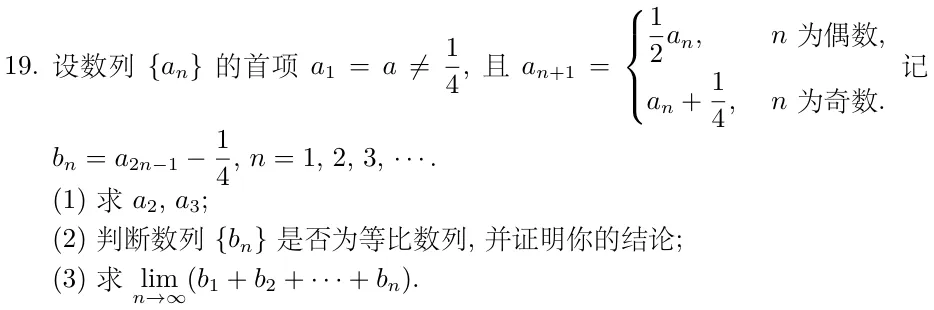 19. 设数列 {aₙ} 的首项 a₁ = a ≠ 1/4, 且 aₙ₊₁ = { 1/2 aₙ, n 为偶数, aₙ + 1/4, n 为奇数. 记
bₙ = a₂ₙ₋₁ − 1/4, n = 1, 2, 3, ⋯.
(1) 求 a₂, a₃;
(2) 判断数列 {bₙ} 是否为等比数列, 并证明你的结论;
(3) 求 lim n→∞ (b₁ + b₂ + ⋯ + bₙ).